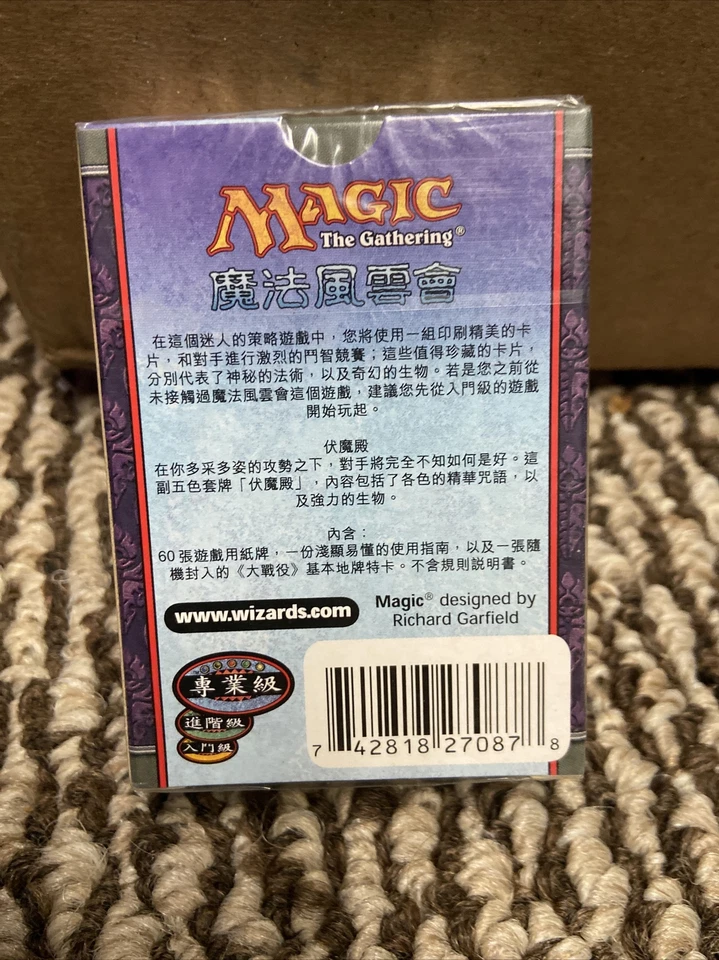 MAGIC
The Gathering®
魔法風雲會
在這個迷人的策略遊戲中，您將使用一組印刷精美的卡
片，和對手進行激烈的鬥智競賽；這些值得珍藏的卡片，
分別代表了神秘的法術，以及奇幻的生物。若是您之前從
未接觸過魔法風雲會這個遊戲，建議您先從入門級的遊戲
開始玩起。
伏魔殿
在你多采多姿的攻勢之下，對手將完全不知如何是好。這
副五色套牌「伏魔殿」，內容包括了各色的精華咒語，以
及強力的生物。
內含：
60 張遊戲用紙牌，一份淺顯易懂的使用指南，以及一張隨
機封入的《大戰役》基本地牌特卡。不含規則說明書。
www.wizards.com
Magic® designed by
Richard Garfield
專業級
進階級
入門級
7 42818 27087 8